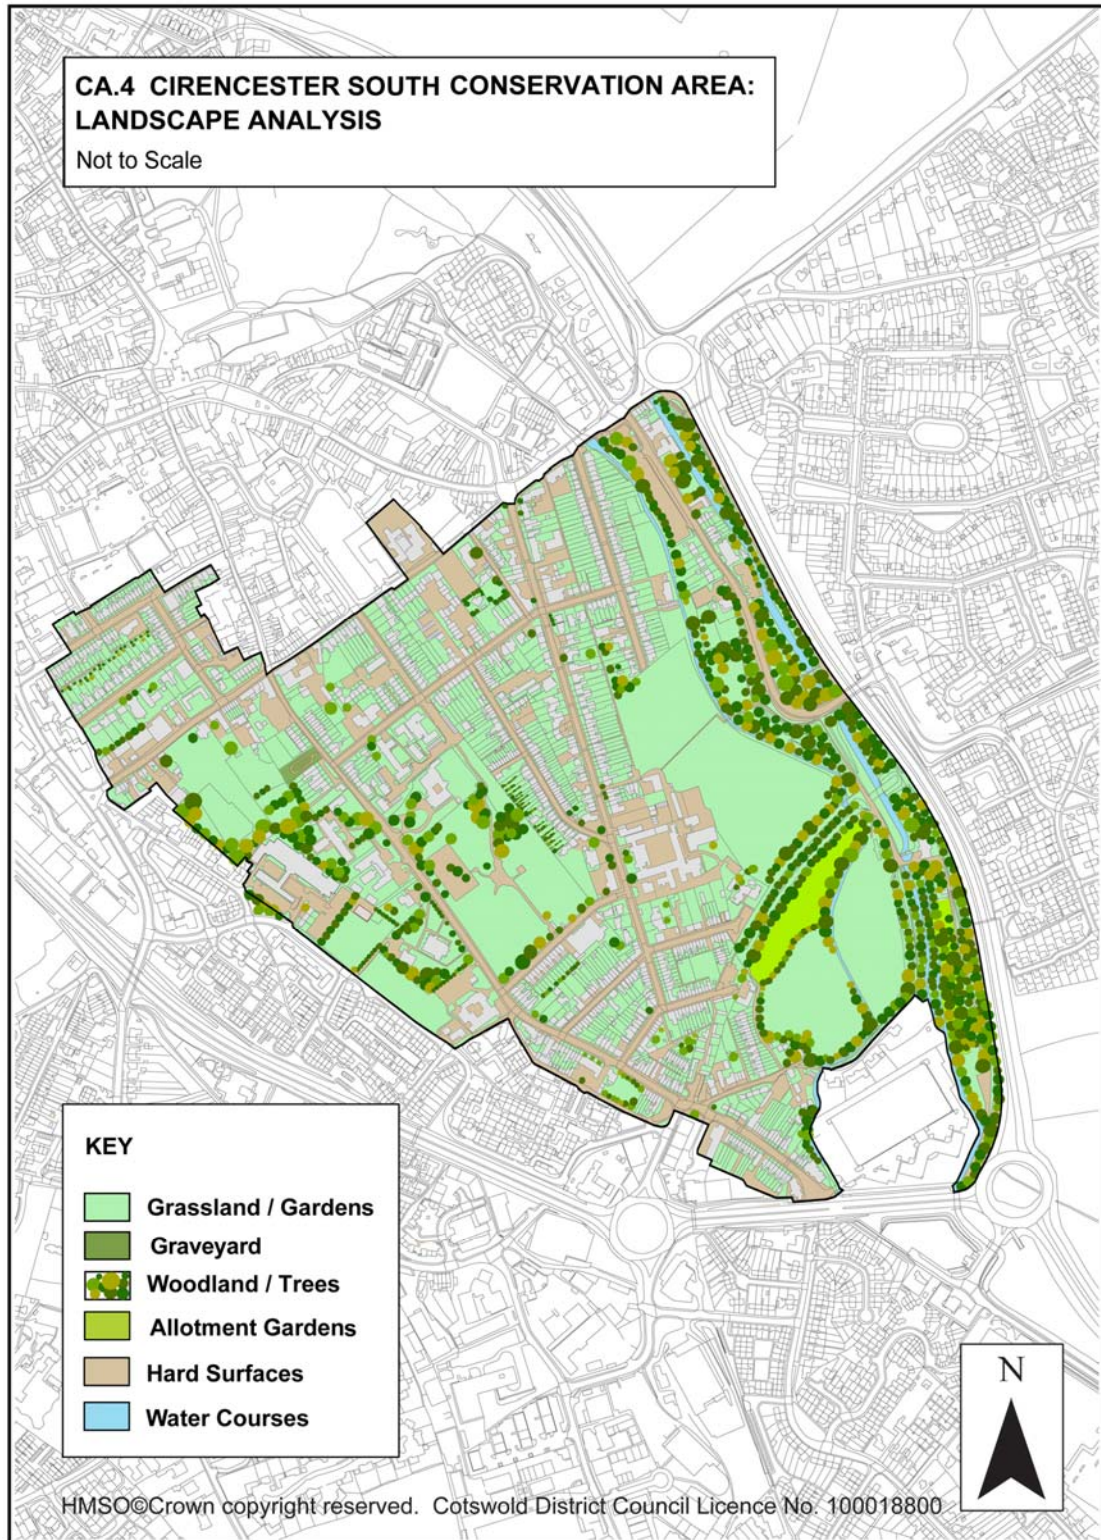 CA.4 CIRENCESTER SOUTH CONSERVATION AREA:
LANDSCAPE ANALYSIS
Not to Scale
KEY
Grassland / Gardens
Graveyard
Woodland / Trees
Allotment Gardens
Hard Surfaces
Water Courses
N
HMSO©Crown copyright reserved. Cotswold District Council Licence No. 100018800